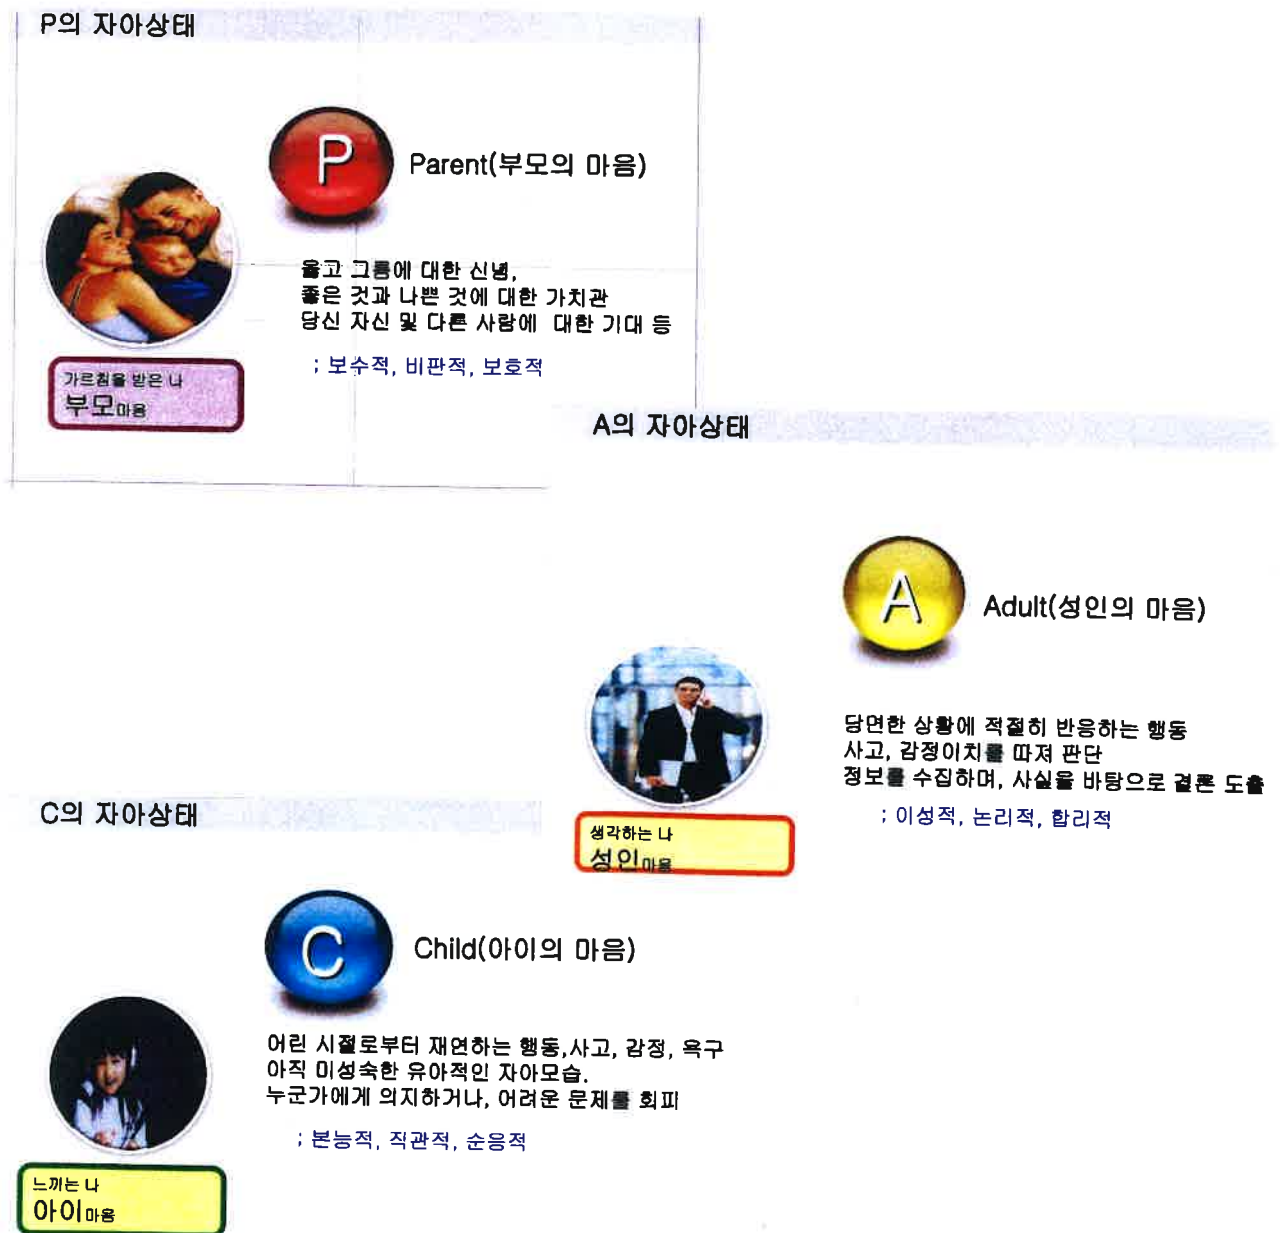 P의 자아상태
P
Parent(부모의 마음)
옳고 그름에 대한 신념,
좋은 것과 나쁜 것에 대한 가치관
당신 자신 및 다른 사람에 대한 기대 등
; 보수적, 비판적, 보호적
가르침을 받은 나
부모마음
A의 자아상태
A
Adult(성인의 마음)
당면한 상황에 적절히 반응하는 행동
사고, 감정이치를 따져 판단
정보를 수집하며, 사실을 바탕으로 결론 도출
; 이성적, 논리적, 합리적
생각하는 나
성인마음
C의 자아상태
C
Child(아이의 마음)
어린 시절로부터 재연하는 행동,사고, 감정, 욕구
아직 미성숙한 유아적인 자아모습.
누군가에게 의지하거나, 어려운 문제를 회피
; 본능적, 직관적, 순응적
느끼는 나
아이마음